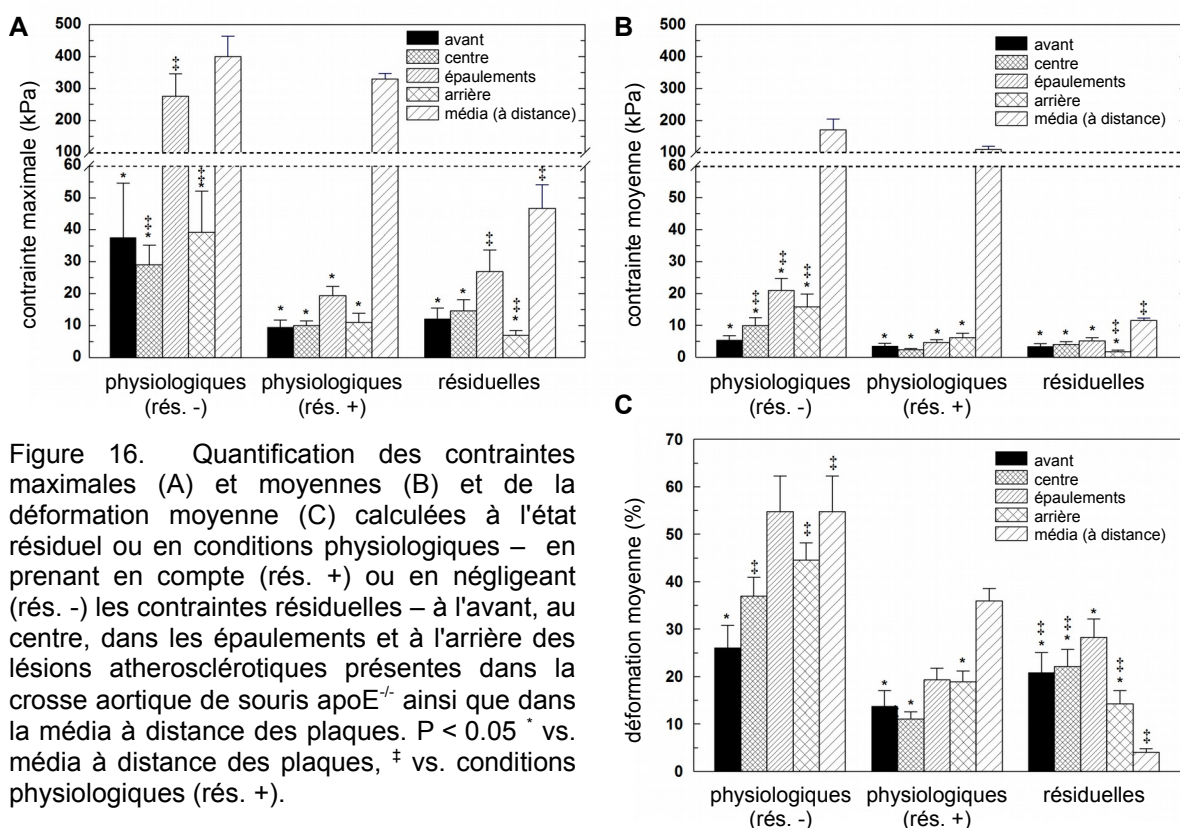 A
500
400
300
200
100
60
50
40
30
20
10
0
contrainte maximale (kPa)
avant
centre
épaulements
arrière
média (à distance)
* ‡‡* ‡‡ ‡‡* * * * * * * ‡‡ ‡‡* ‡‡
physiologiques
(rés. -)
physiologiques
(rés. +)
résiduelles
B
500
400
300
200
100
60
50
40
30
20
10
0
contrainte moyenne (kPa)
avant
centre
épaulements
arrière
média (à distance)
* ‡‡* ‡‡* ‡‡* * * * * * * * ‡‡* ‡
physiologiques
(rés. -)
physiologiques
(rés. +)
résiduelles
C
70
60
50
40
30
20
10
0
déformation moyenne (%)
avant
centre
épaulements
arrière
média (à distance)
* ‡‡ ‡‡ ‡‡ * * * ‡‡* ‡‡* * ‡‡* ‡‡
physiologiques
(rés. -)
physiologiques
(rés. +)
résiduelles
Figure 16. Quantification des contraintes
maximales (A) et moyennes (B) et de la
déformation moyenne (C) calculées à l'état
résiduel ou en conditions physiologiques – en
prenant en compte (rés. +) ou en négligeant
(rés. -) les contraintes résiduelles – à l'avant, au
centre, dans les épaulements et à l'arrière des
lésions atherosclérotiques présentes dans la
crosse aortique de souris apoE-/- ainsi que dans
la média à distance des plaques. P < 0.05 * vs.
média à distance des plaques, ‡ vs. conditions
physiologiques (rés. +).